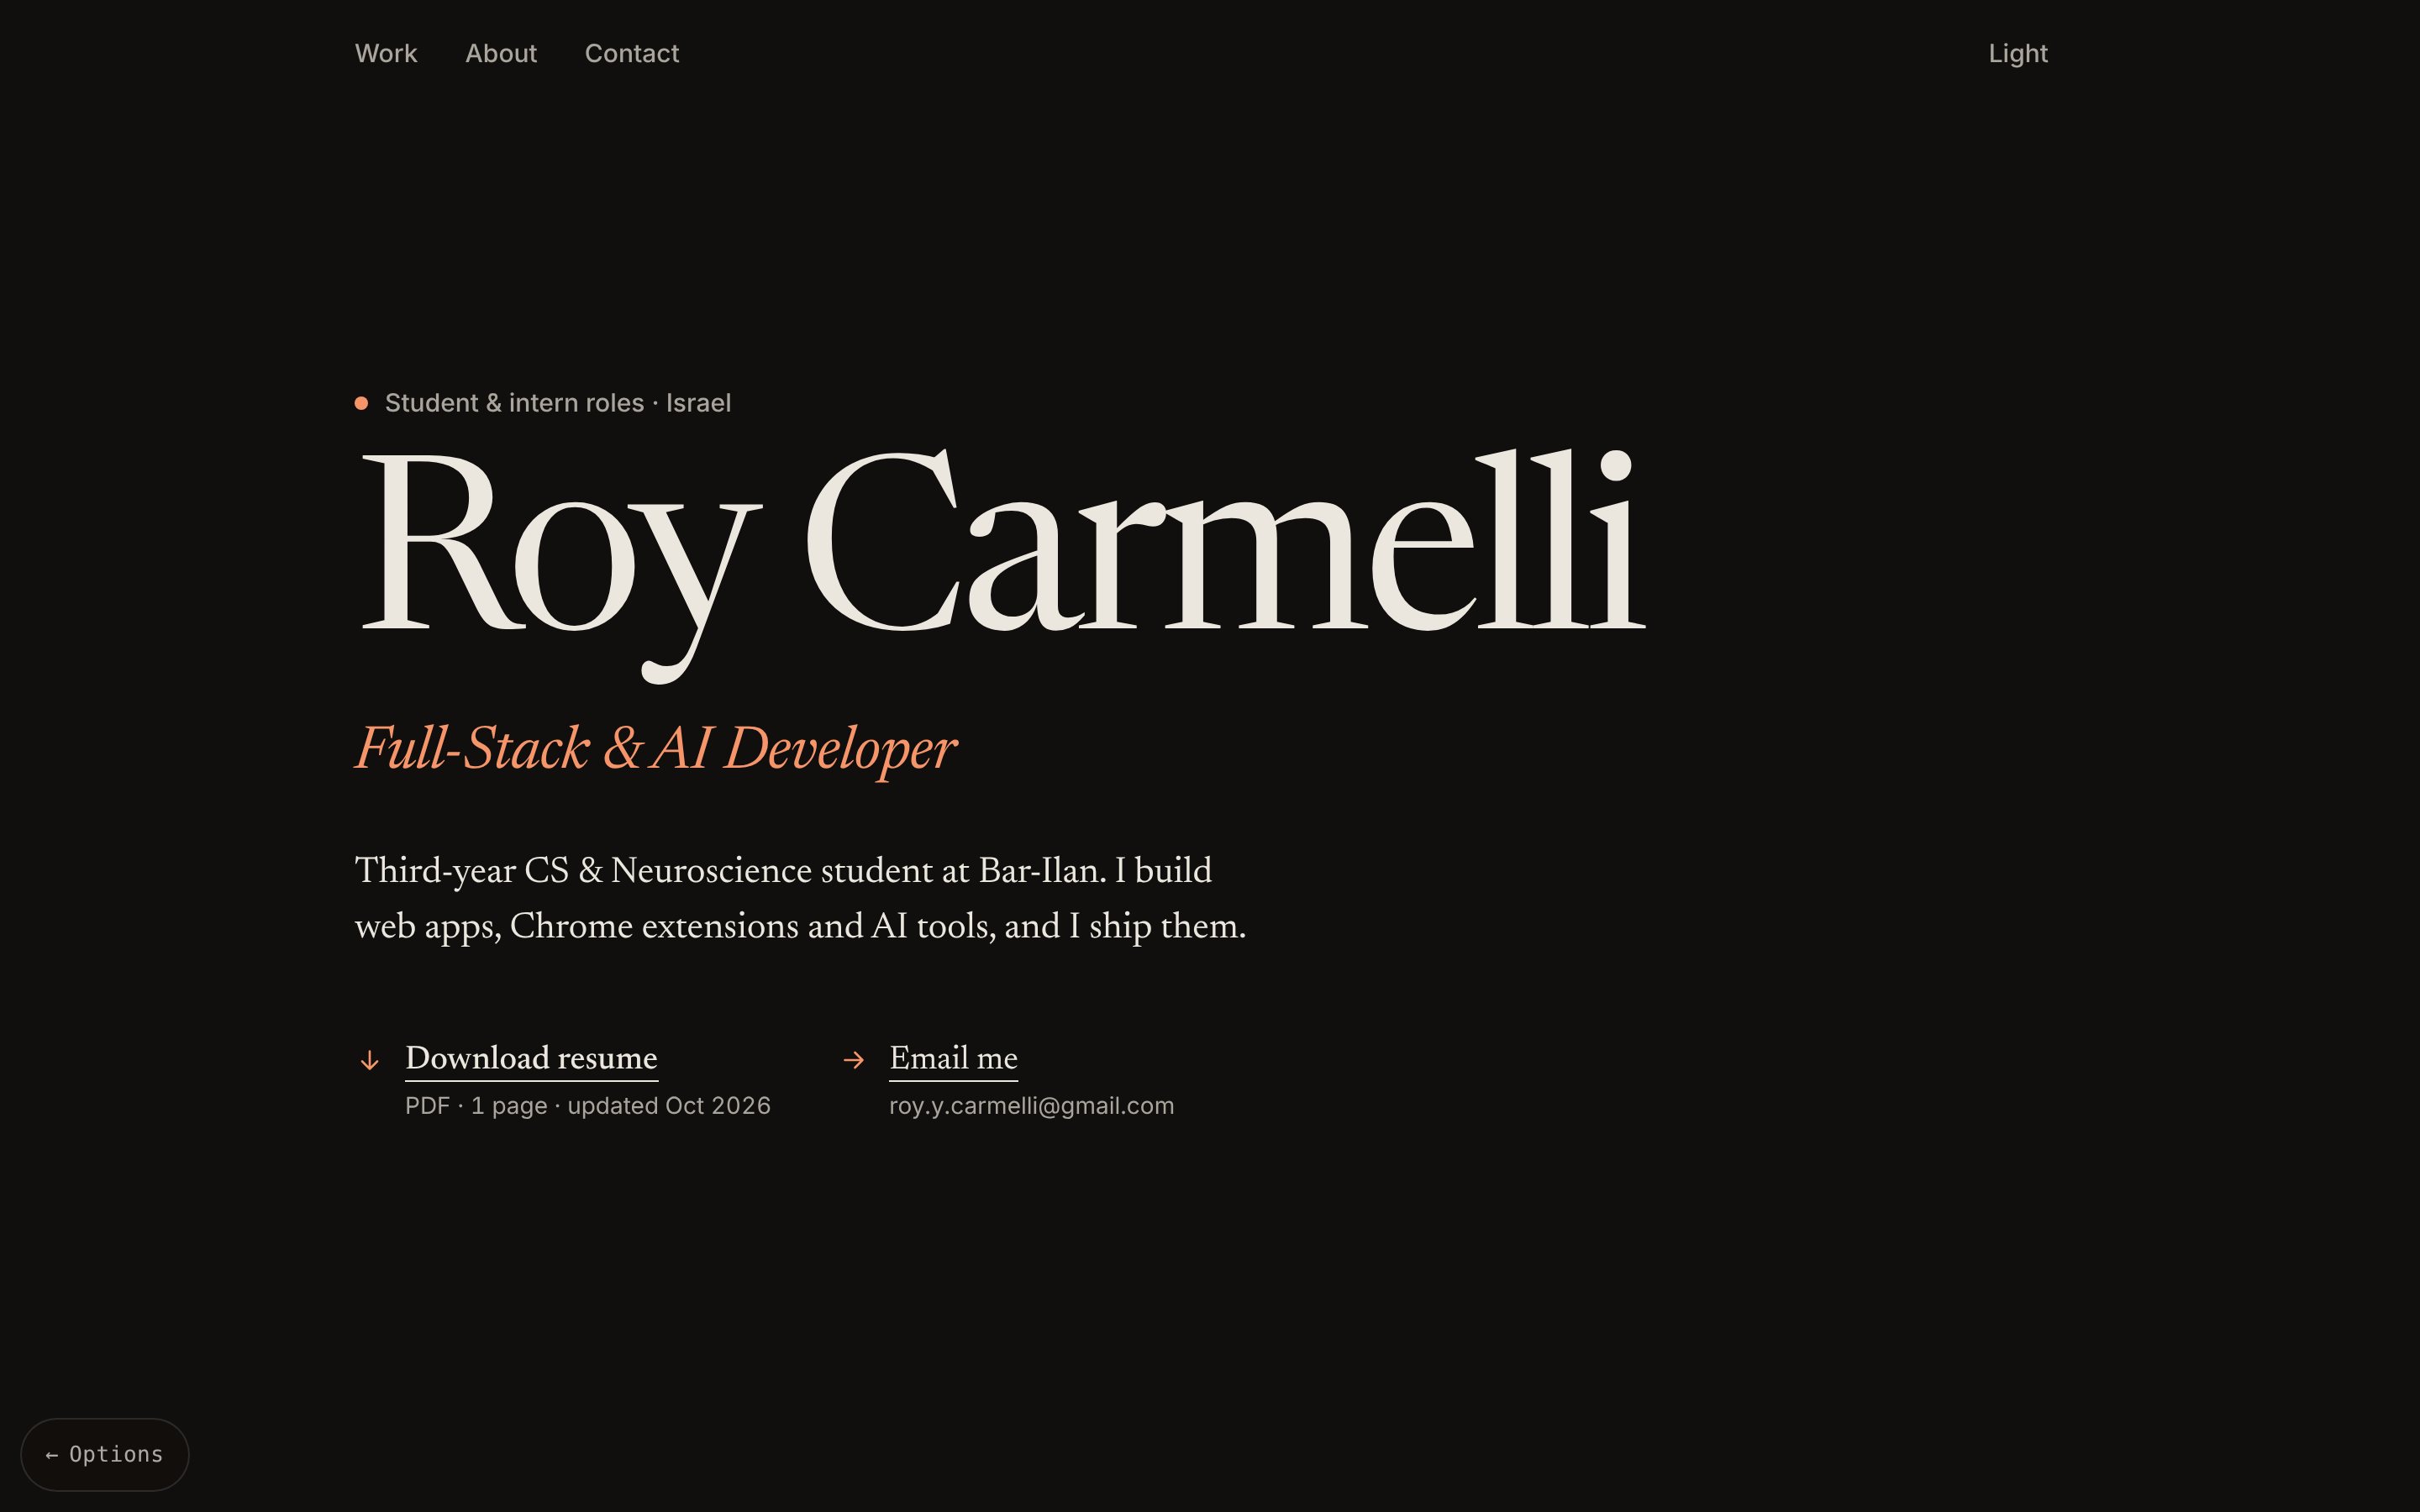 Work About Contact Light
Student & intern roles · Israel
Roy Carmelli
Full-Stack & AI Developer
Third-year CS & Neuroscience student at Bar-Ilan. I build
web apps, Chrome extensions and AI tools, and I ship them.
↓ Download resume → Email me
PDF · 1 page · updated Oct 2026 roy.y.carmelli@gmail.com
← Options